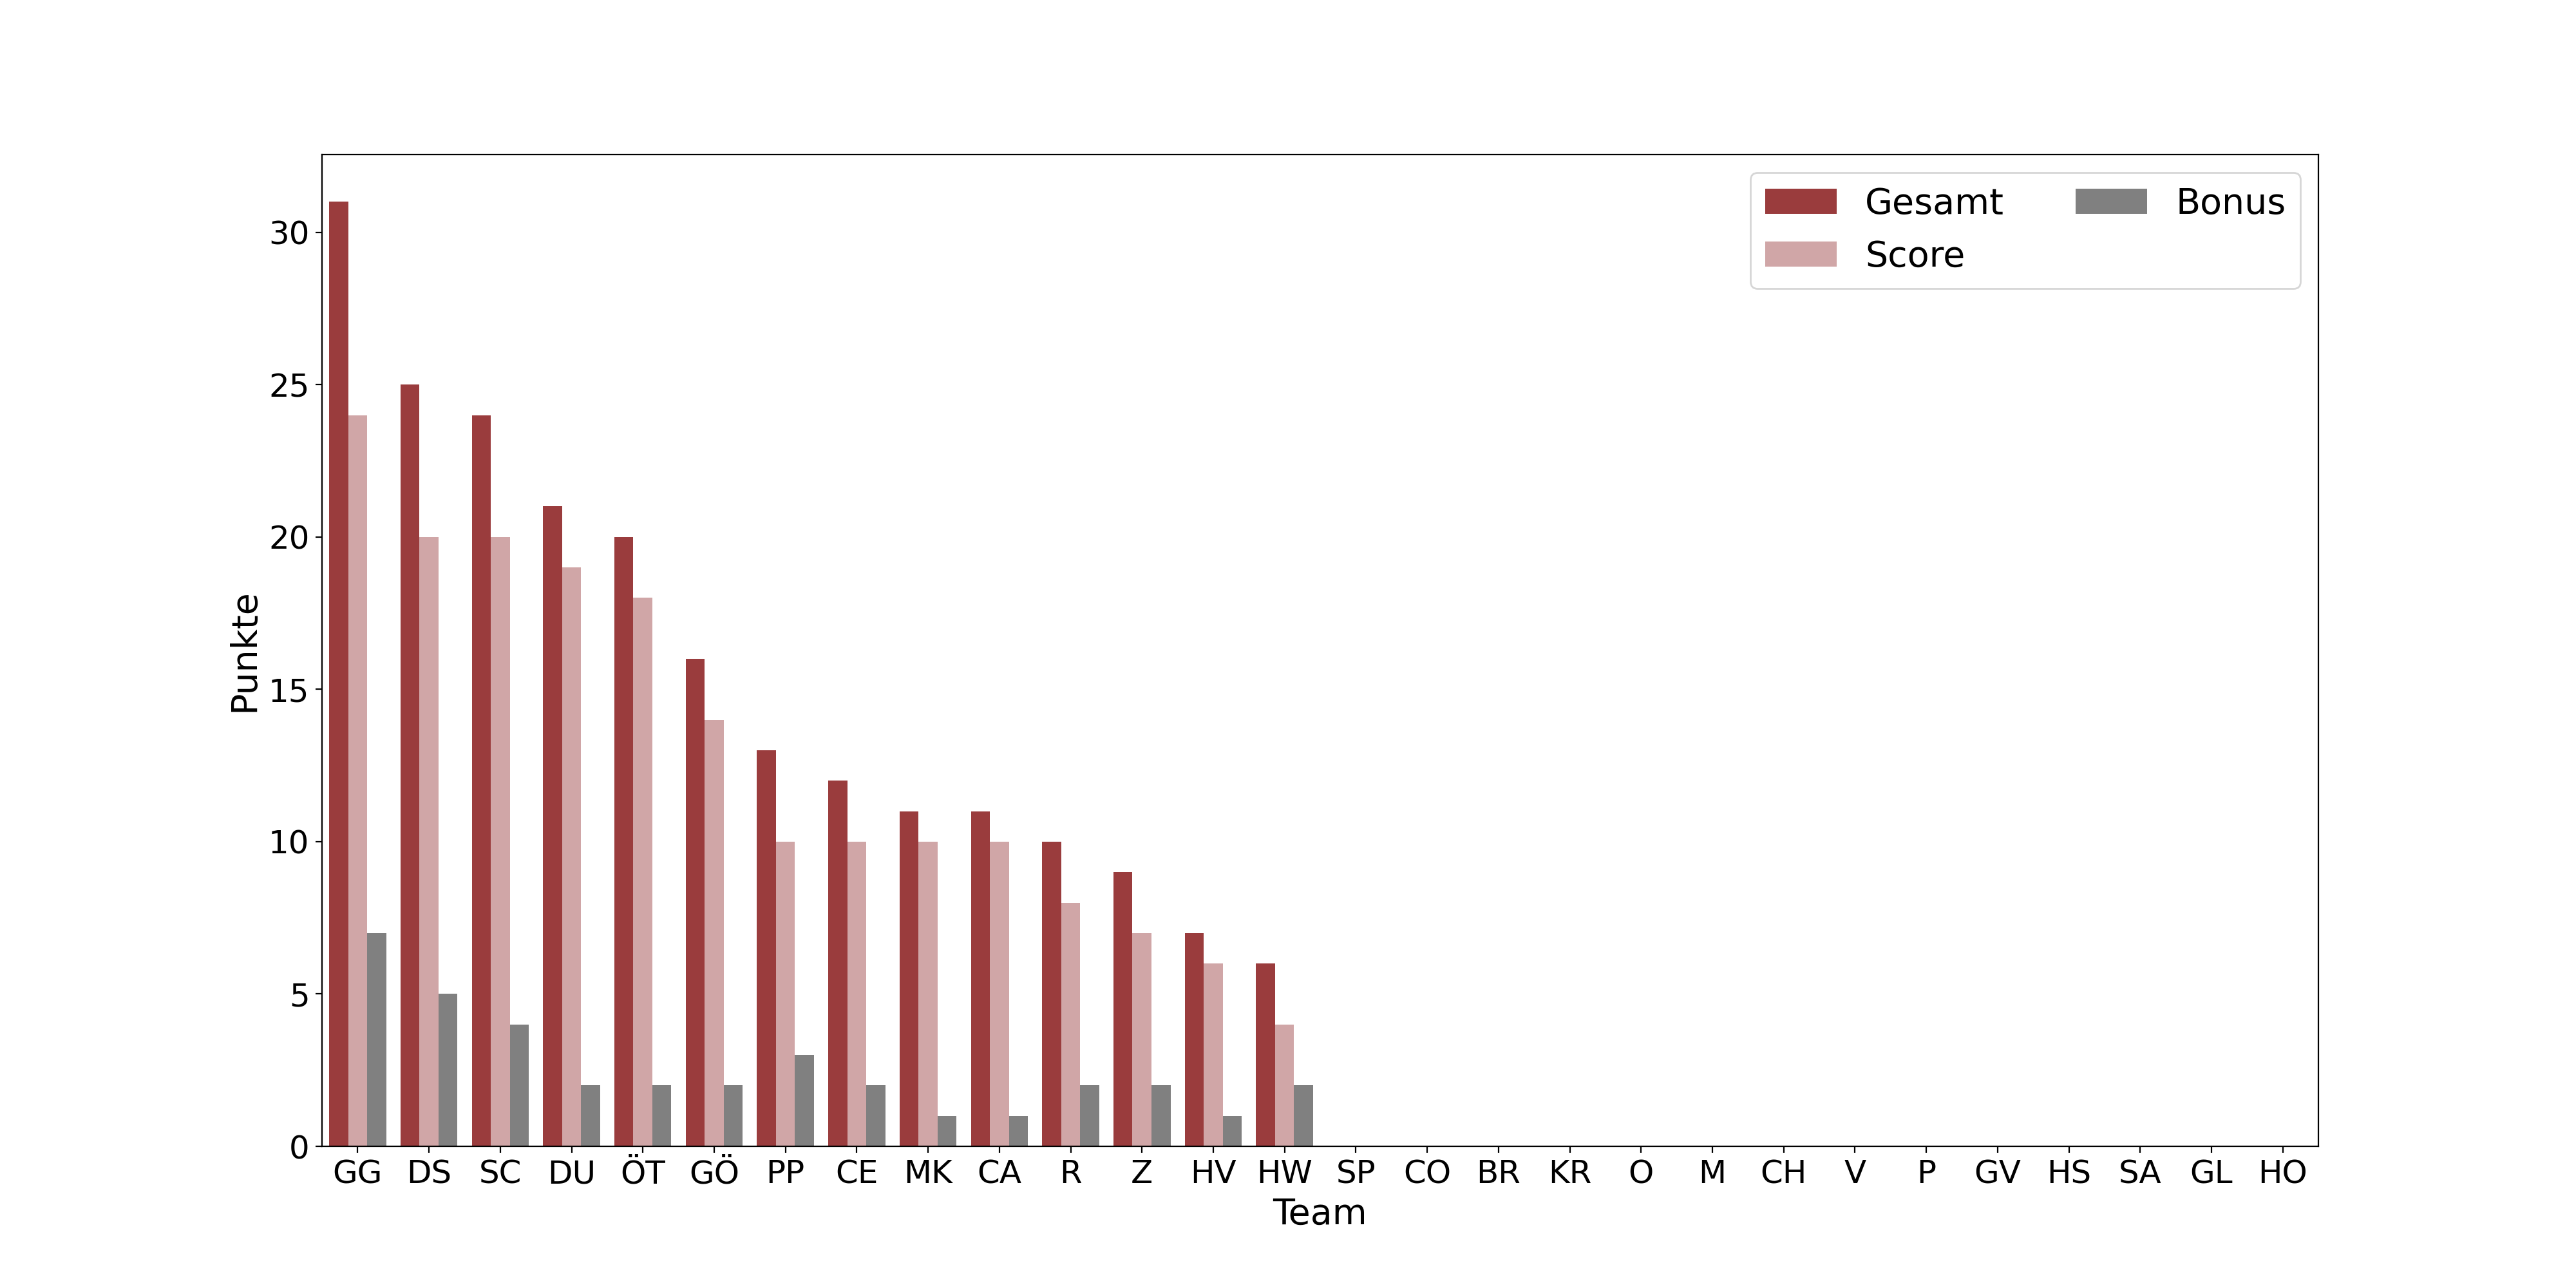 Gesamt
Score
Bonus
Punkte
30
25
20
15
10
5
0
GG DS SC DU ÖT GÖ PP CE MK CA R Z HV HW SP CO BR KR O M CH V P GV HS SA GL HO
Team